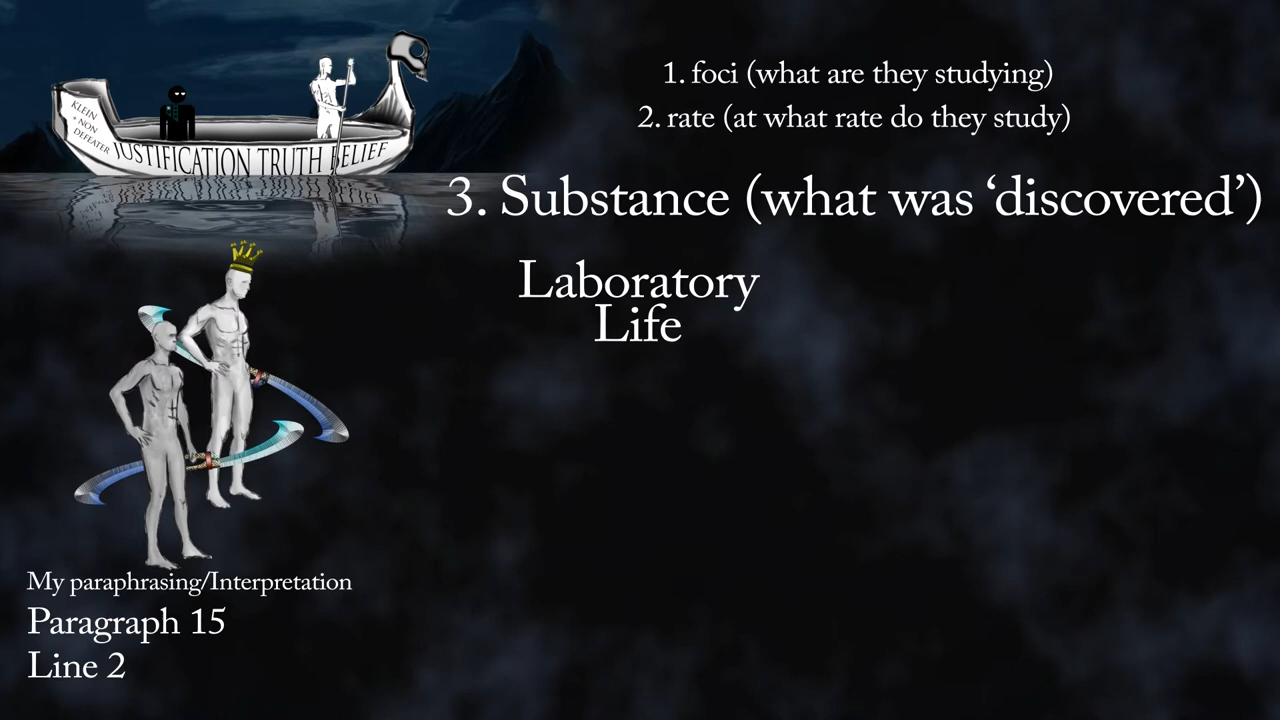 KLEIN
+ NON
DEFEATER
JUSTIFICATION TRUTH BELIEF
1. foci (what are they studying)
2. rate (at what rate do they study)
3. Substance (what was ‘discovered’)
Laboratory
Life
My paraphrasing/Interpretation
Paragraph 15
Line 2